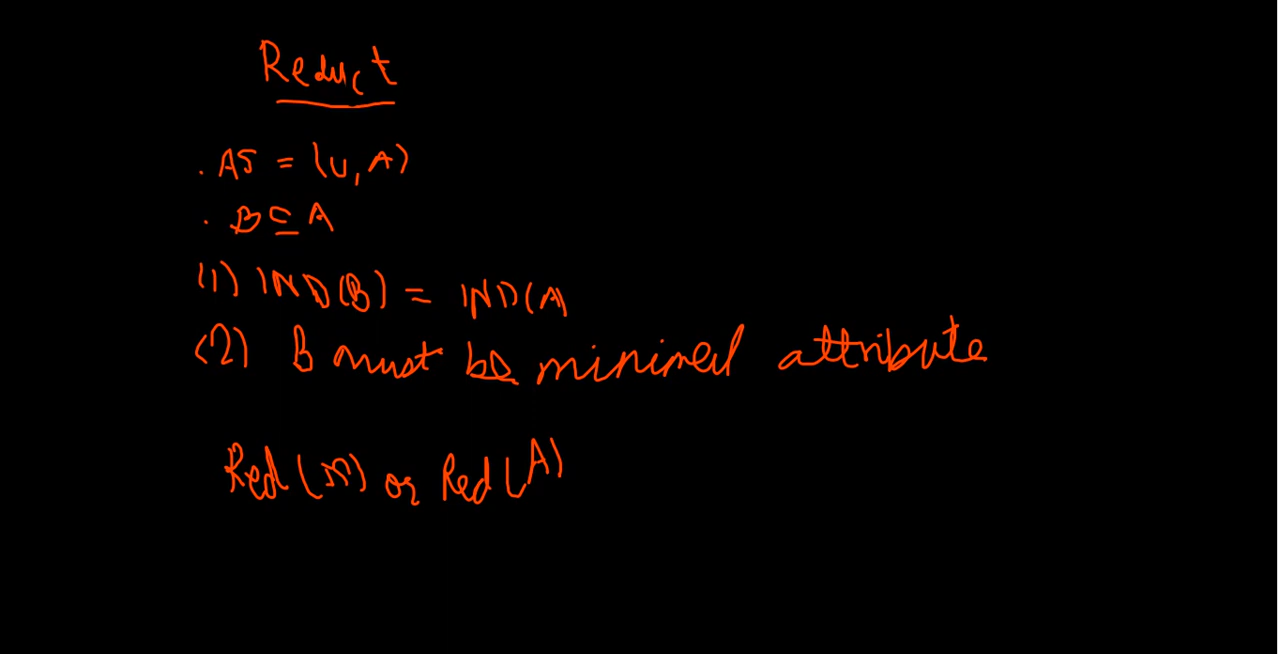 Reduct
. AS = (U, A)
. B ⊆ A
(1) IND(B) = IND(A
(2) B must be minimal attribute
Red (M) or Red (A)